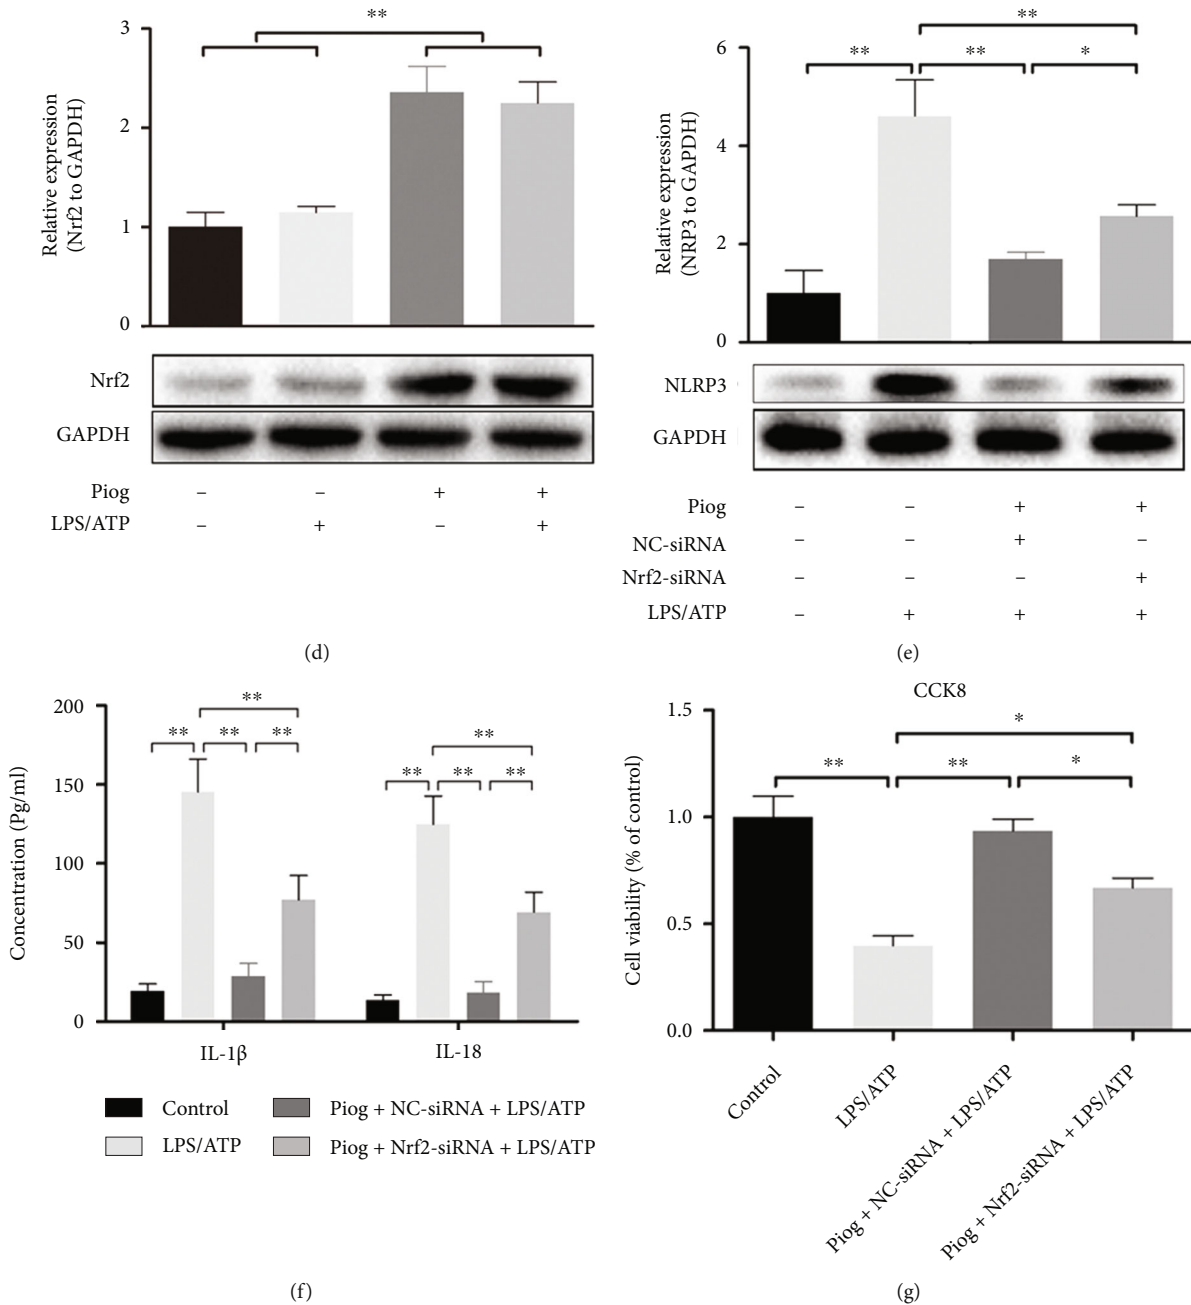 3
2
1
0
Relative expression
(Nrf2 to GAPDH)
**
Nrf2
GAPDH
Piog – – + +
LPS/ATP – + – +
(d)
6
4
2
0
Relative expression
(NRP3 to GAPDH)
**
** ** *
NLRP3
GAPDH
Piog – – + +
NC-siRNA – – + –
Nrf2-siRNA – – – +
LPS/ATP – + + +
(e)
200
150
100
50
0
Concentration (Pg/ml)
**
** ** **
**
** ** **
IL-1β IL-18
Control Piog + NC-siRNA + LPS/ATP
LPS/ATP Piog + Nrf2-siRNA + LPS/ATP
(f)
CCK8
1.5
1.0
0.5
0.0
Cell viability (% of control)
*
** ** *
Control
LPS/ATP
Piog + NC-siRNA + LPS/ATP
Piog + Nrf2-siRNA + LPS/ATP
(g)